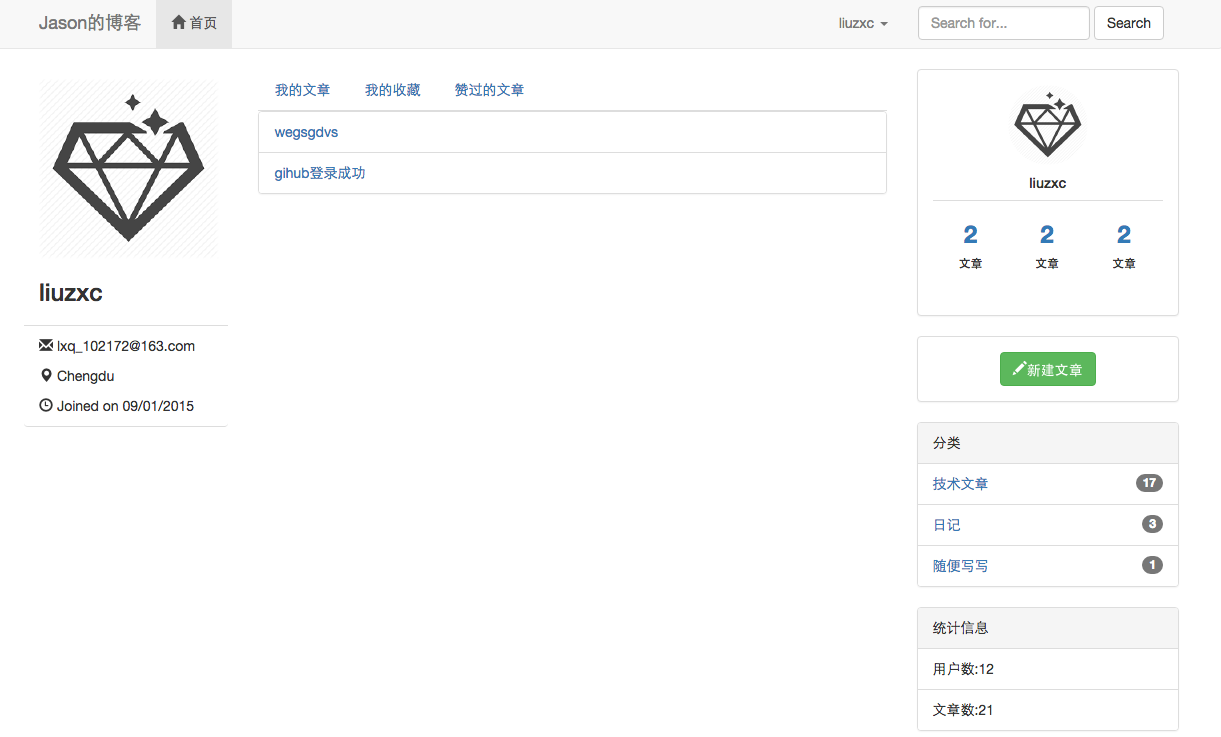 Jason的博客 首页 liuzxc Search for... Search
我的文章 我的收藏 赞过的文章
wegsgdvs
gihub登录成功
liuzxc
lxq_102172@163.com
Chengdu
Joined on 09/01/2015
liuzxc
2 2 2
文章 文章 文章
新建文章
分类
技术文章 17
日记 3
随便写写 1
统计信息
用户数:12
文章数:21